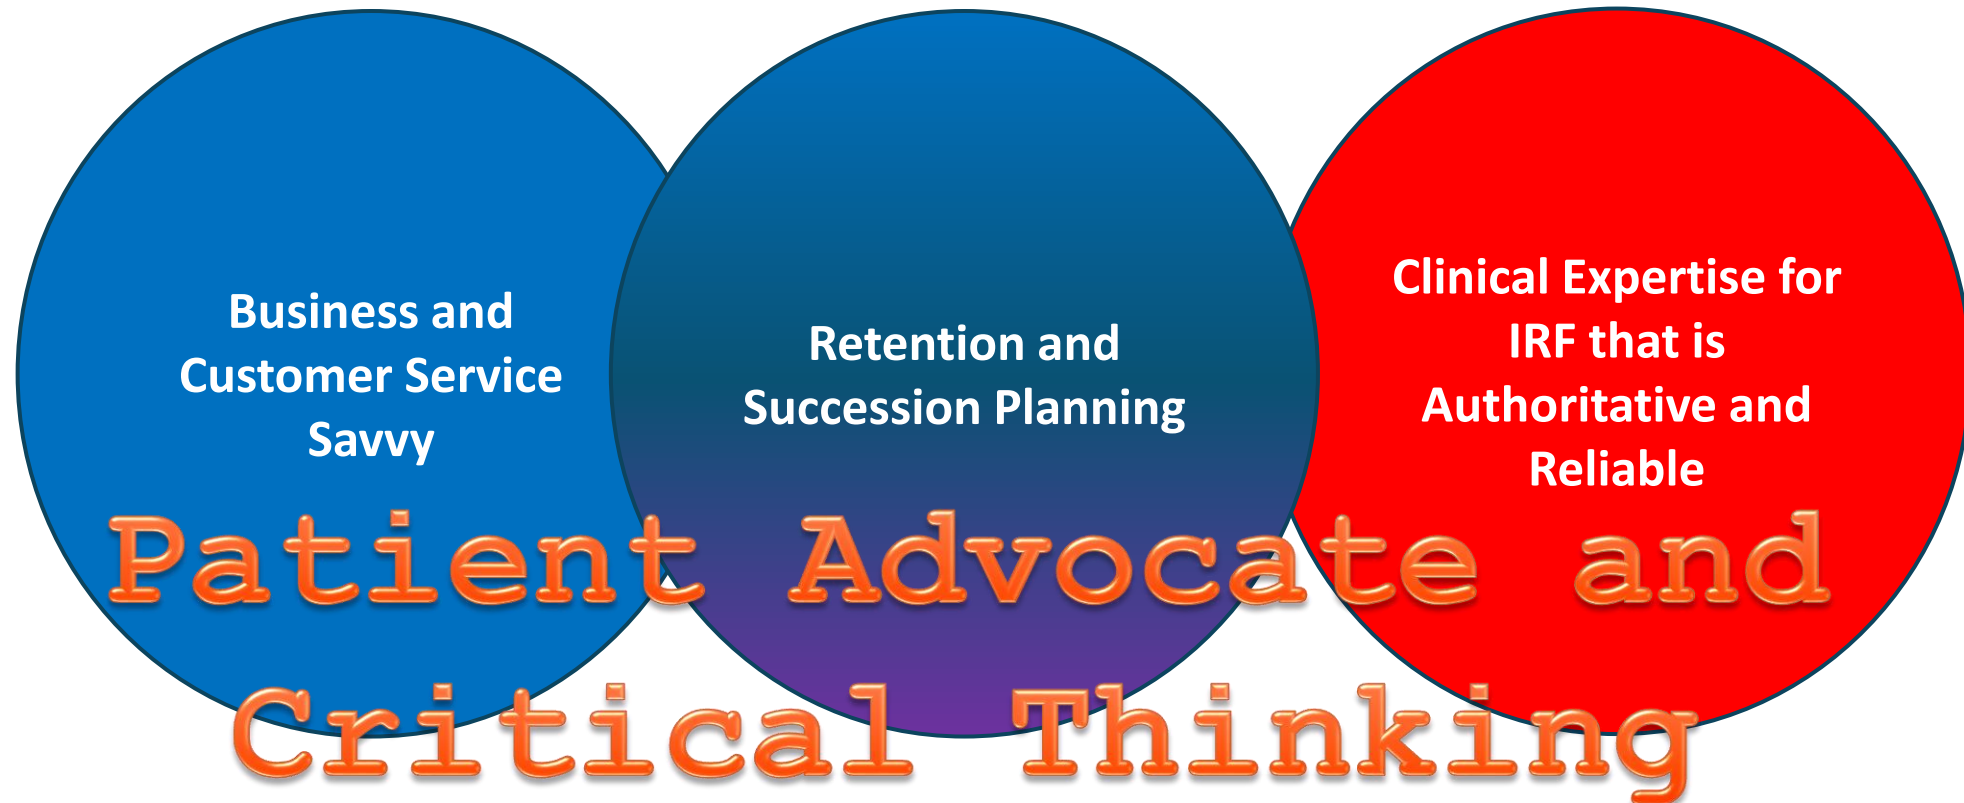 Business and
Customer Service
Savvy
Retention and
Succession Planning
Clinical Expertise for
IRF that is
Authoritative and
Reliable
Patient Advocate and
Critical Thinking